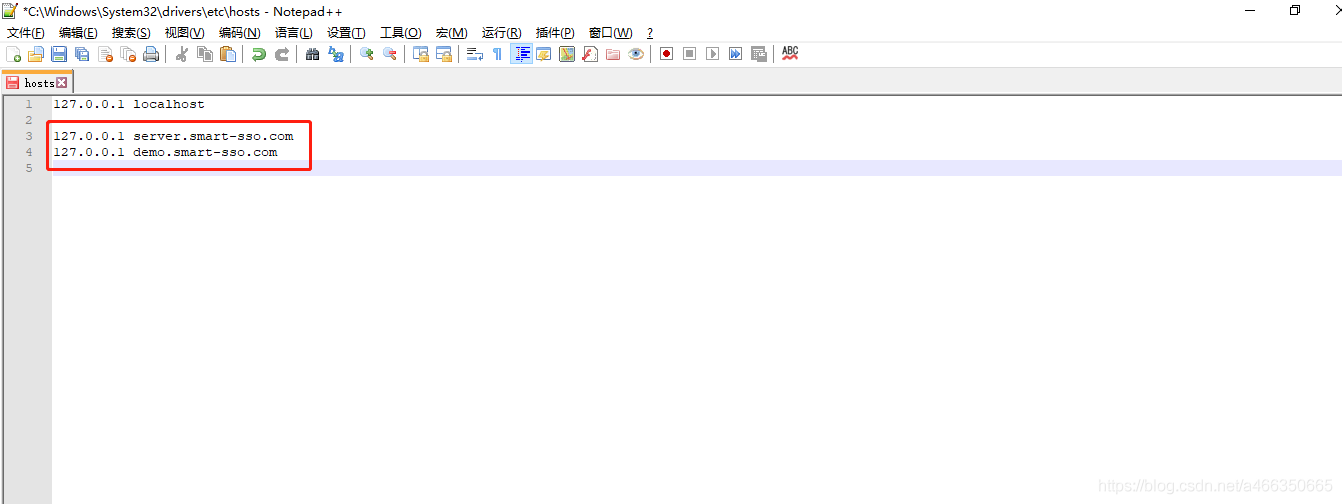 *C:\Windows\System32\drivers\etc\hosts - Notepad++
文件(F) 编辑(E) 搜索(S) 视图(V) 编码(N) 语言(L) 设置(T) 工具(O) 宏(M) 运行(R) 插件(P) 窗口(W) ?
ABC
hosts
1 127.0.0.1 localhost
2
3 127.0.0.1 server.smart-sso.com
4 127.0.0.1 demo.smart-sso.com
5
https://blog.csdn.net/a466350665